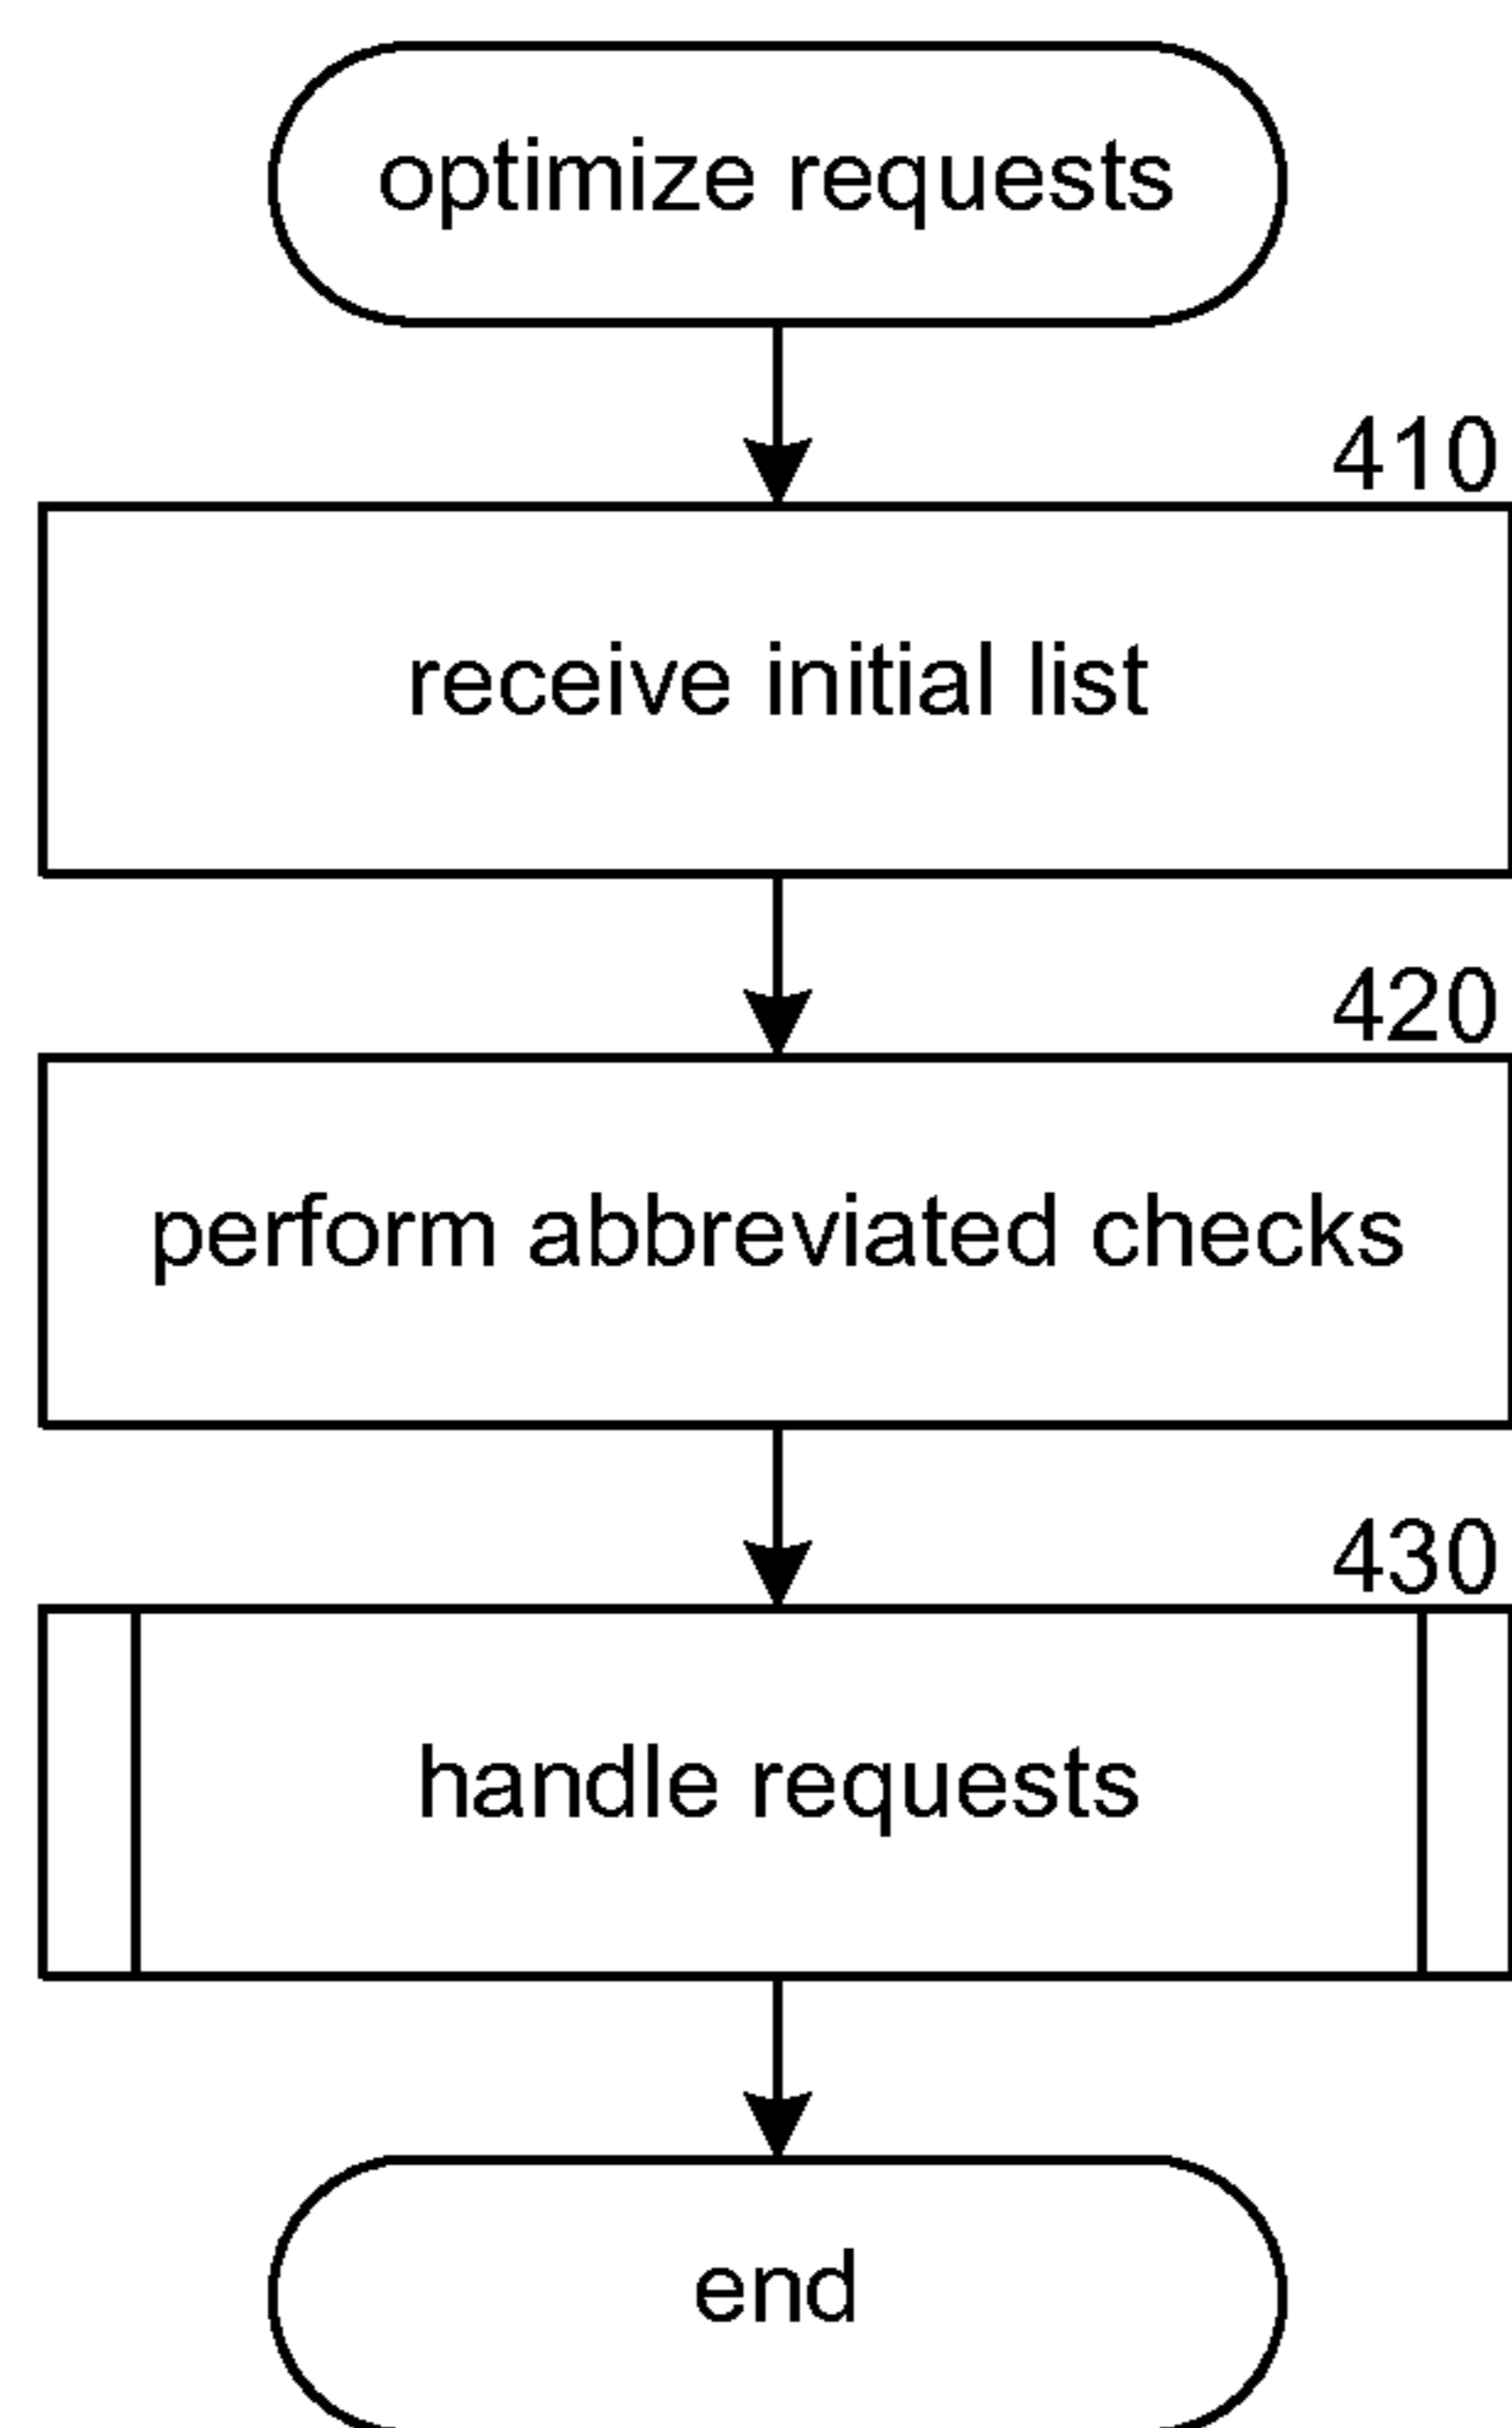 optimize requests
410
receive initial list
420
perform abbreviated checks
430
handle requests
end